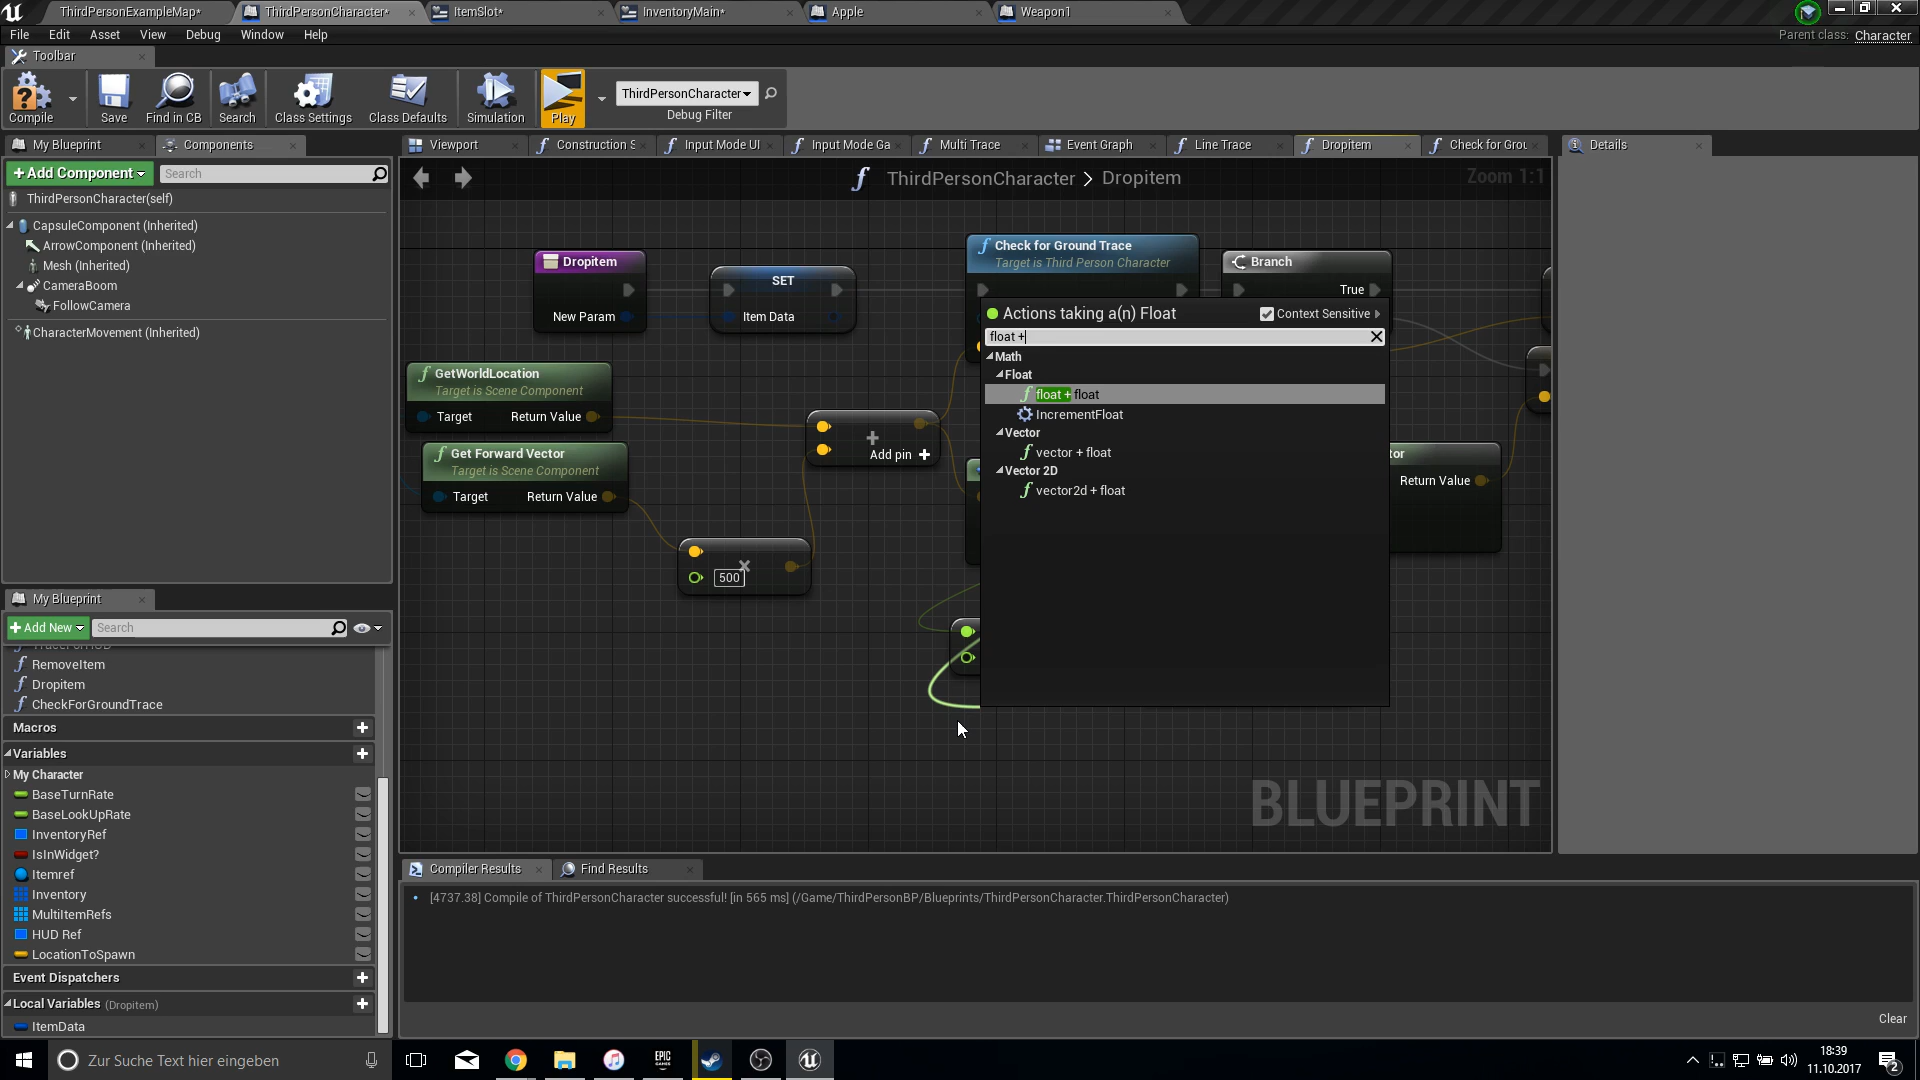 ThirdPersonExampleMap*
ThirdPersonCharacter*
ItemSlot*
InventoryMain*
Apple
Weapon1
File Edit Asset View Debug Window Help
Parent class: Character
Toolbar
Compile
Save
Find in CB
Search
Class Settings
Class Defaults
Simulation
Play
ThirdPersonCharacter
Debug Filter
My Blueprint
Components
Viewport
Construction S
Input Mode UI
Input Mode Ga
Multi Trace
Event Graph
Line Trace
Dropitem
Check for Grou
Details
+Add Component
Search
ThirdPersonCharacter(self)
CapsuleComponent (Inherited)
ArrowComponent (Inherited)
Mesh (Inherited)
CameraBoom
FollowCamera
CharacterMovement (Inherited)
ThirdPersonCharacter > Dropitem
Zoom 1:1
Dropitem
New Param
SET
Item Data
Check for Ground Trace
Target is Third Person Character
Branch
True
GetWorldLocation
Target is Scene Component
Target Return Value
Get Forward Vector
Target is Scene Component
Target Return Value
+
Add pin +
x
500
Actions taking a(n) Float
Context Sensitive
float +
Math
Float
float + float
IncrementFloat
Vector
vector + float
Vector 2D
vector2d + float
tor
Return Value
BLUEPRINT
My Blueprint
+Add New
Search
RemoveItem
Dropitem
CheckForGroundTrace
Macros
Variables
My Character
BaseTurnRate
BaseLookUpRate
InventoryRef
IsInWidget?
Itemref
Inventory
MultiItemRefs
HUD Ref
LocationToSpawn
Event Dispatchers
Local Variables (Dropitem)
ItemData
Compiler Results
Find Results
[4737.38] Compile of ThirdPersonCharacter successful! [in 565 ms] (/Game/ThirdPersonBP/Blueprints/ThirdPersonCharacter.ThirdPersonCharacter)
Clear
Zur Suche Text hier eingeben
EPIC
GAMES
18:39
11.10.2017
2